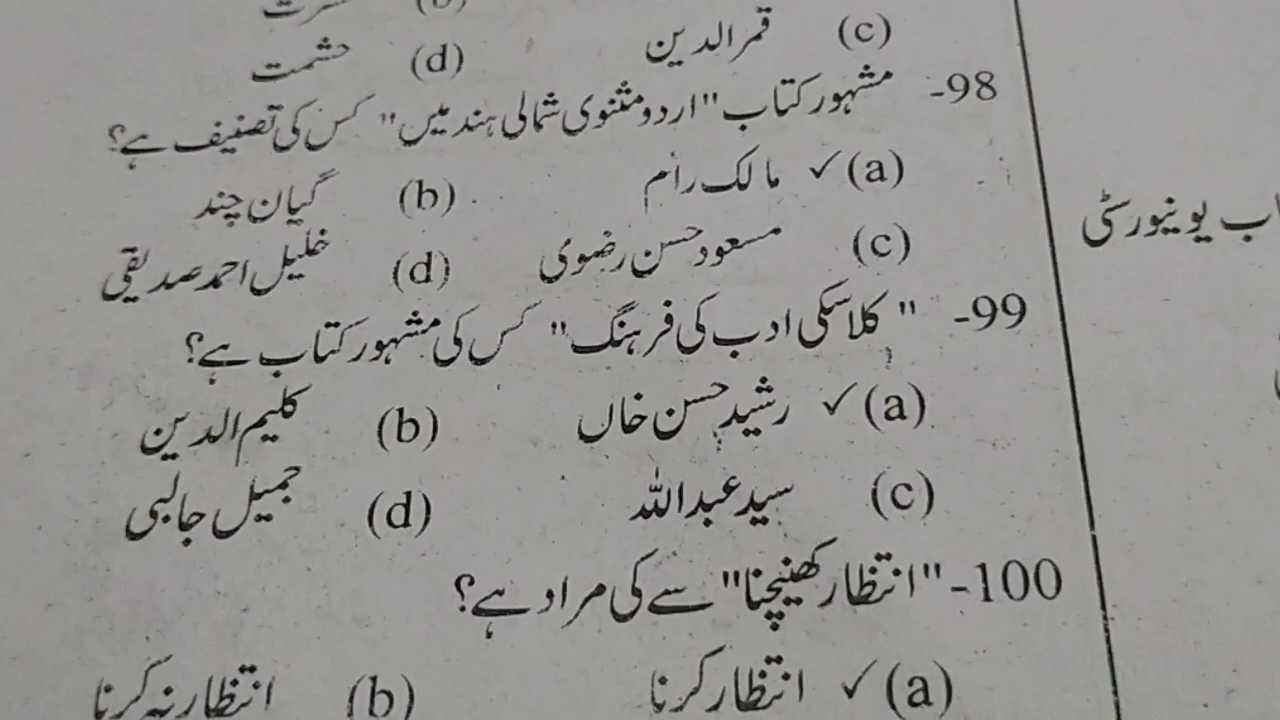 (c) قمرالدین (d) حشمت
98- مشہور کتاب "اردو مثنوی شمالی ہند میں" کس کی تصنیف ہے؟
(a) ✓ مالک رام (b) گیان چند
(c) مسعود حسن رضوی (d) خلیل احمد صدیقی
99- "کلاسکی ادب کی فرہنگ" کس کی مشہور کتاب ہے؟
(a) ✓ رشید حسن خاں (b) کلیم الدین
(c) سید عبداللہ (d) جمیل جالبی
100- "انتظار کھینچنا" سے کی مراد ہے؟
(a) ✓ انتظار کرنا (b) انتظار نہ کرنا
یونیورسٹی